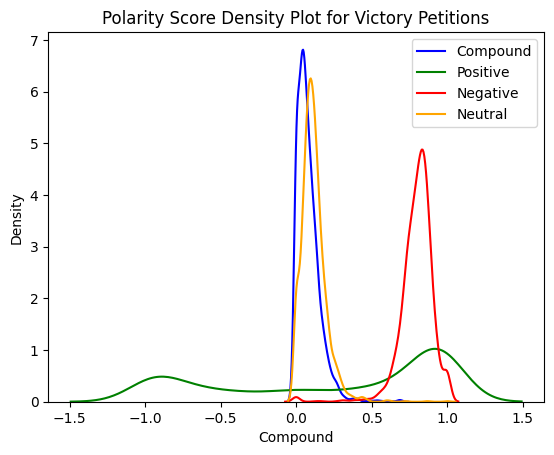 Polarity Score Density Plot for Victory Petitions
7
6
5
4
3
2
1
0
Density
Compound
Positive
Negative
Neutral
−1.5 −1.0 −0.5 0.0 0.5 1.0 1.5
Compound